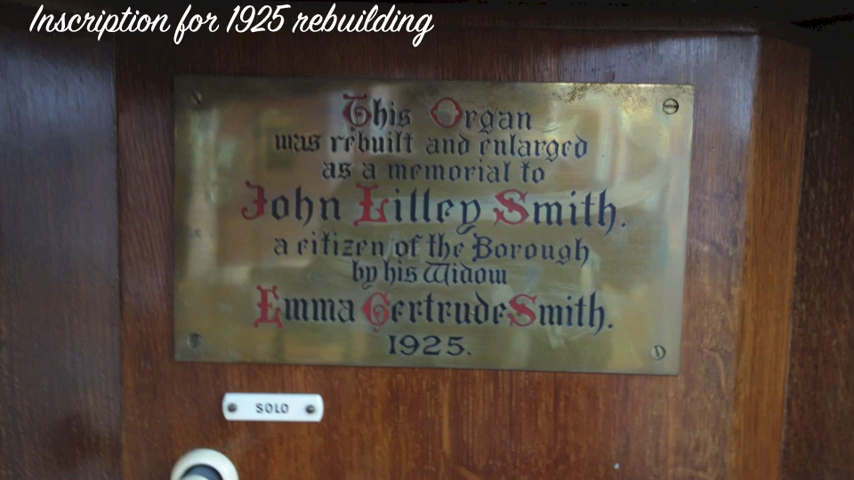 Inscription for 1925 rebuilding
This Organ
was rebuilt and enlarged
as a memorial to
John Lilley Smith.
a citizen of the Borough
by his Widow
Emma Gertrude Smith.
1925.
SOLO